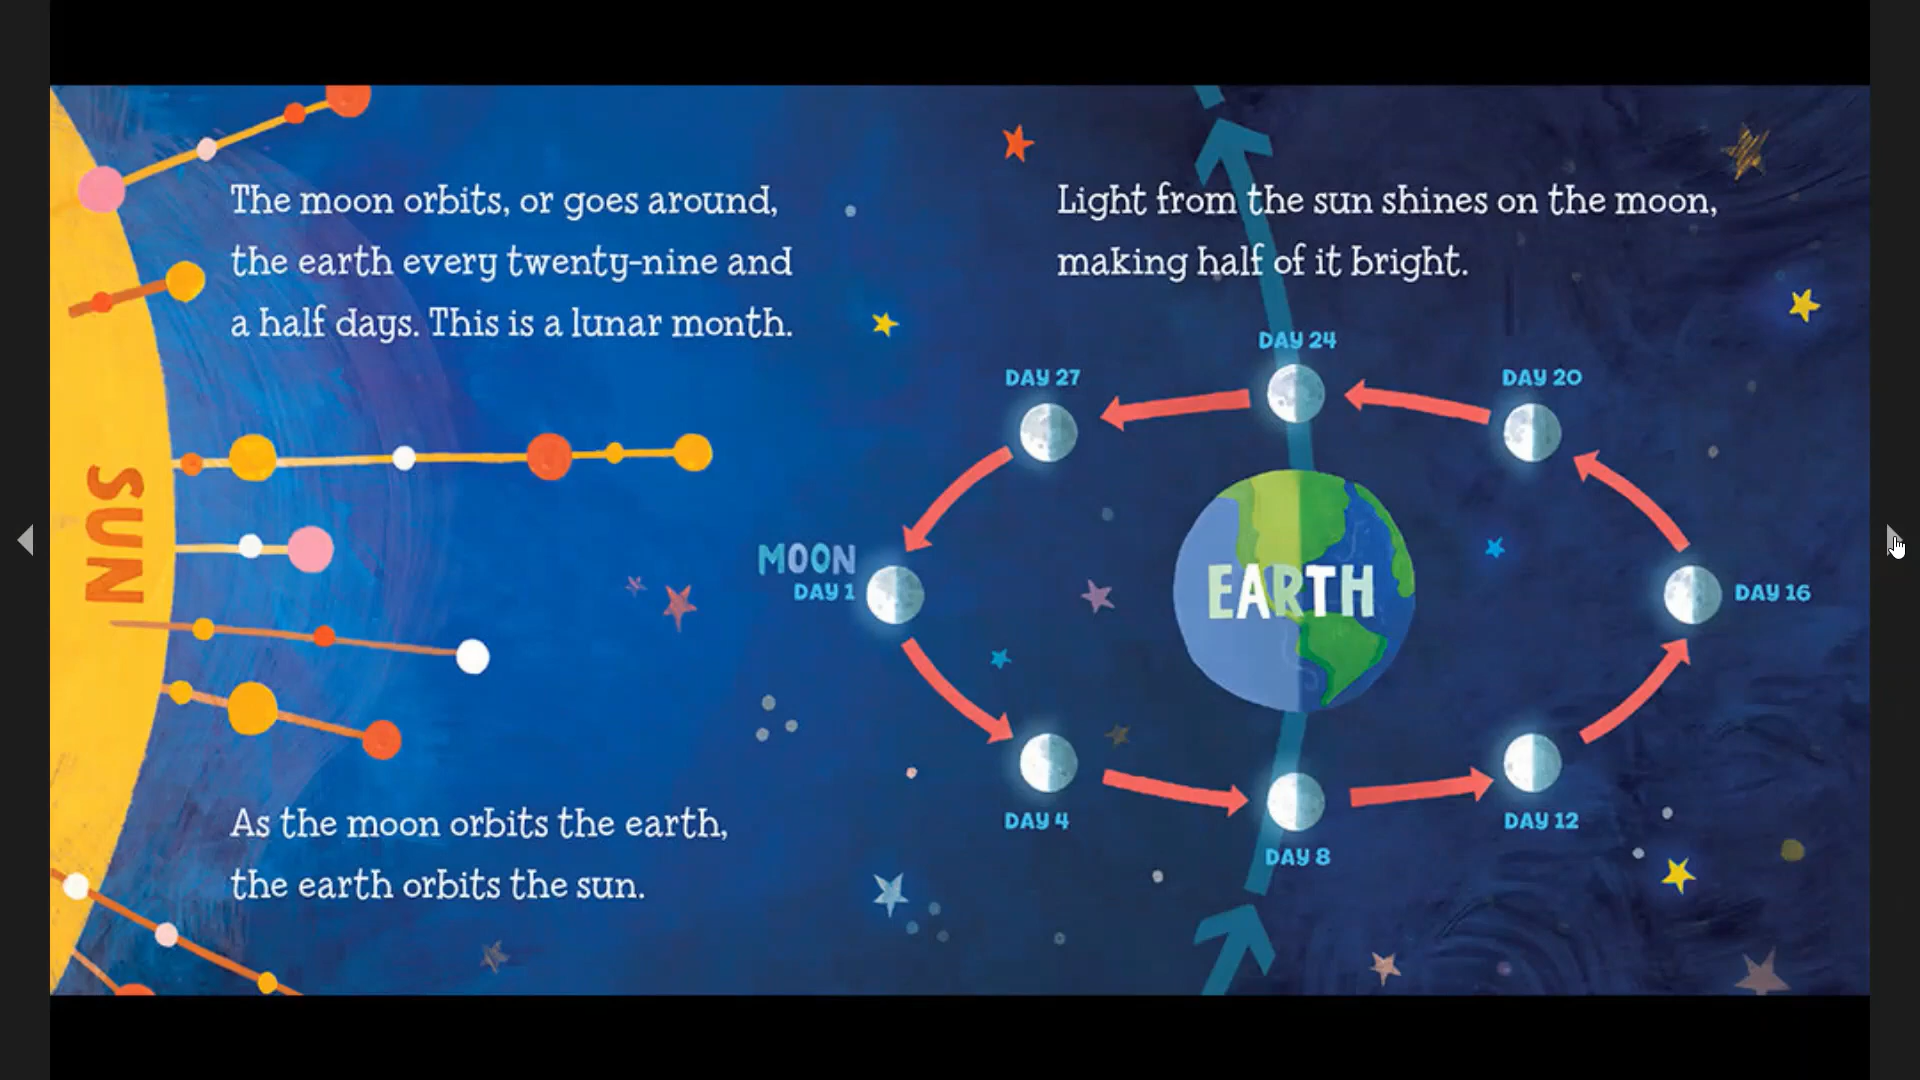 The moon orbits, or goes around,
the earth every twenty-nine and
a half days. This is a lunar month.
SUN
As the moon orbits the earth,
the earth orbits the sun.
Light from the sun shines on the moon,
making half of it bright.
DAY 24
DAY 27
DAY 20
MOON
DAY 1
EARTH
DAY 16
DAY 4
DAY 12
DAY 8